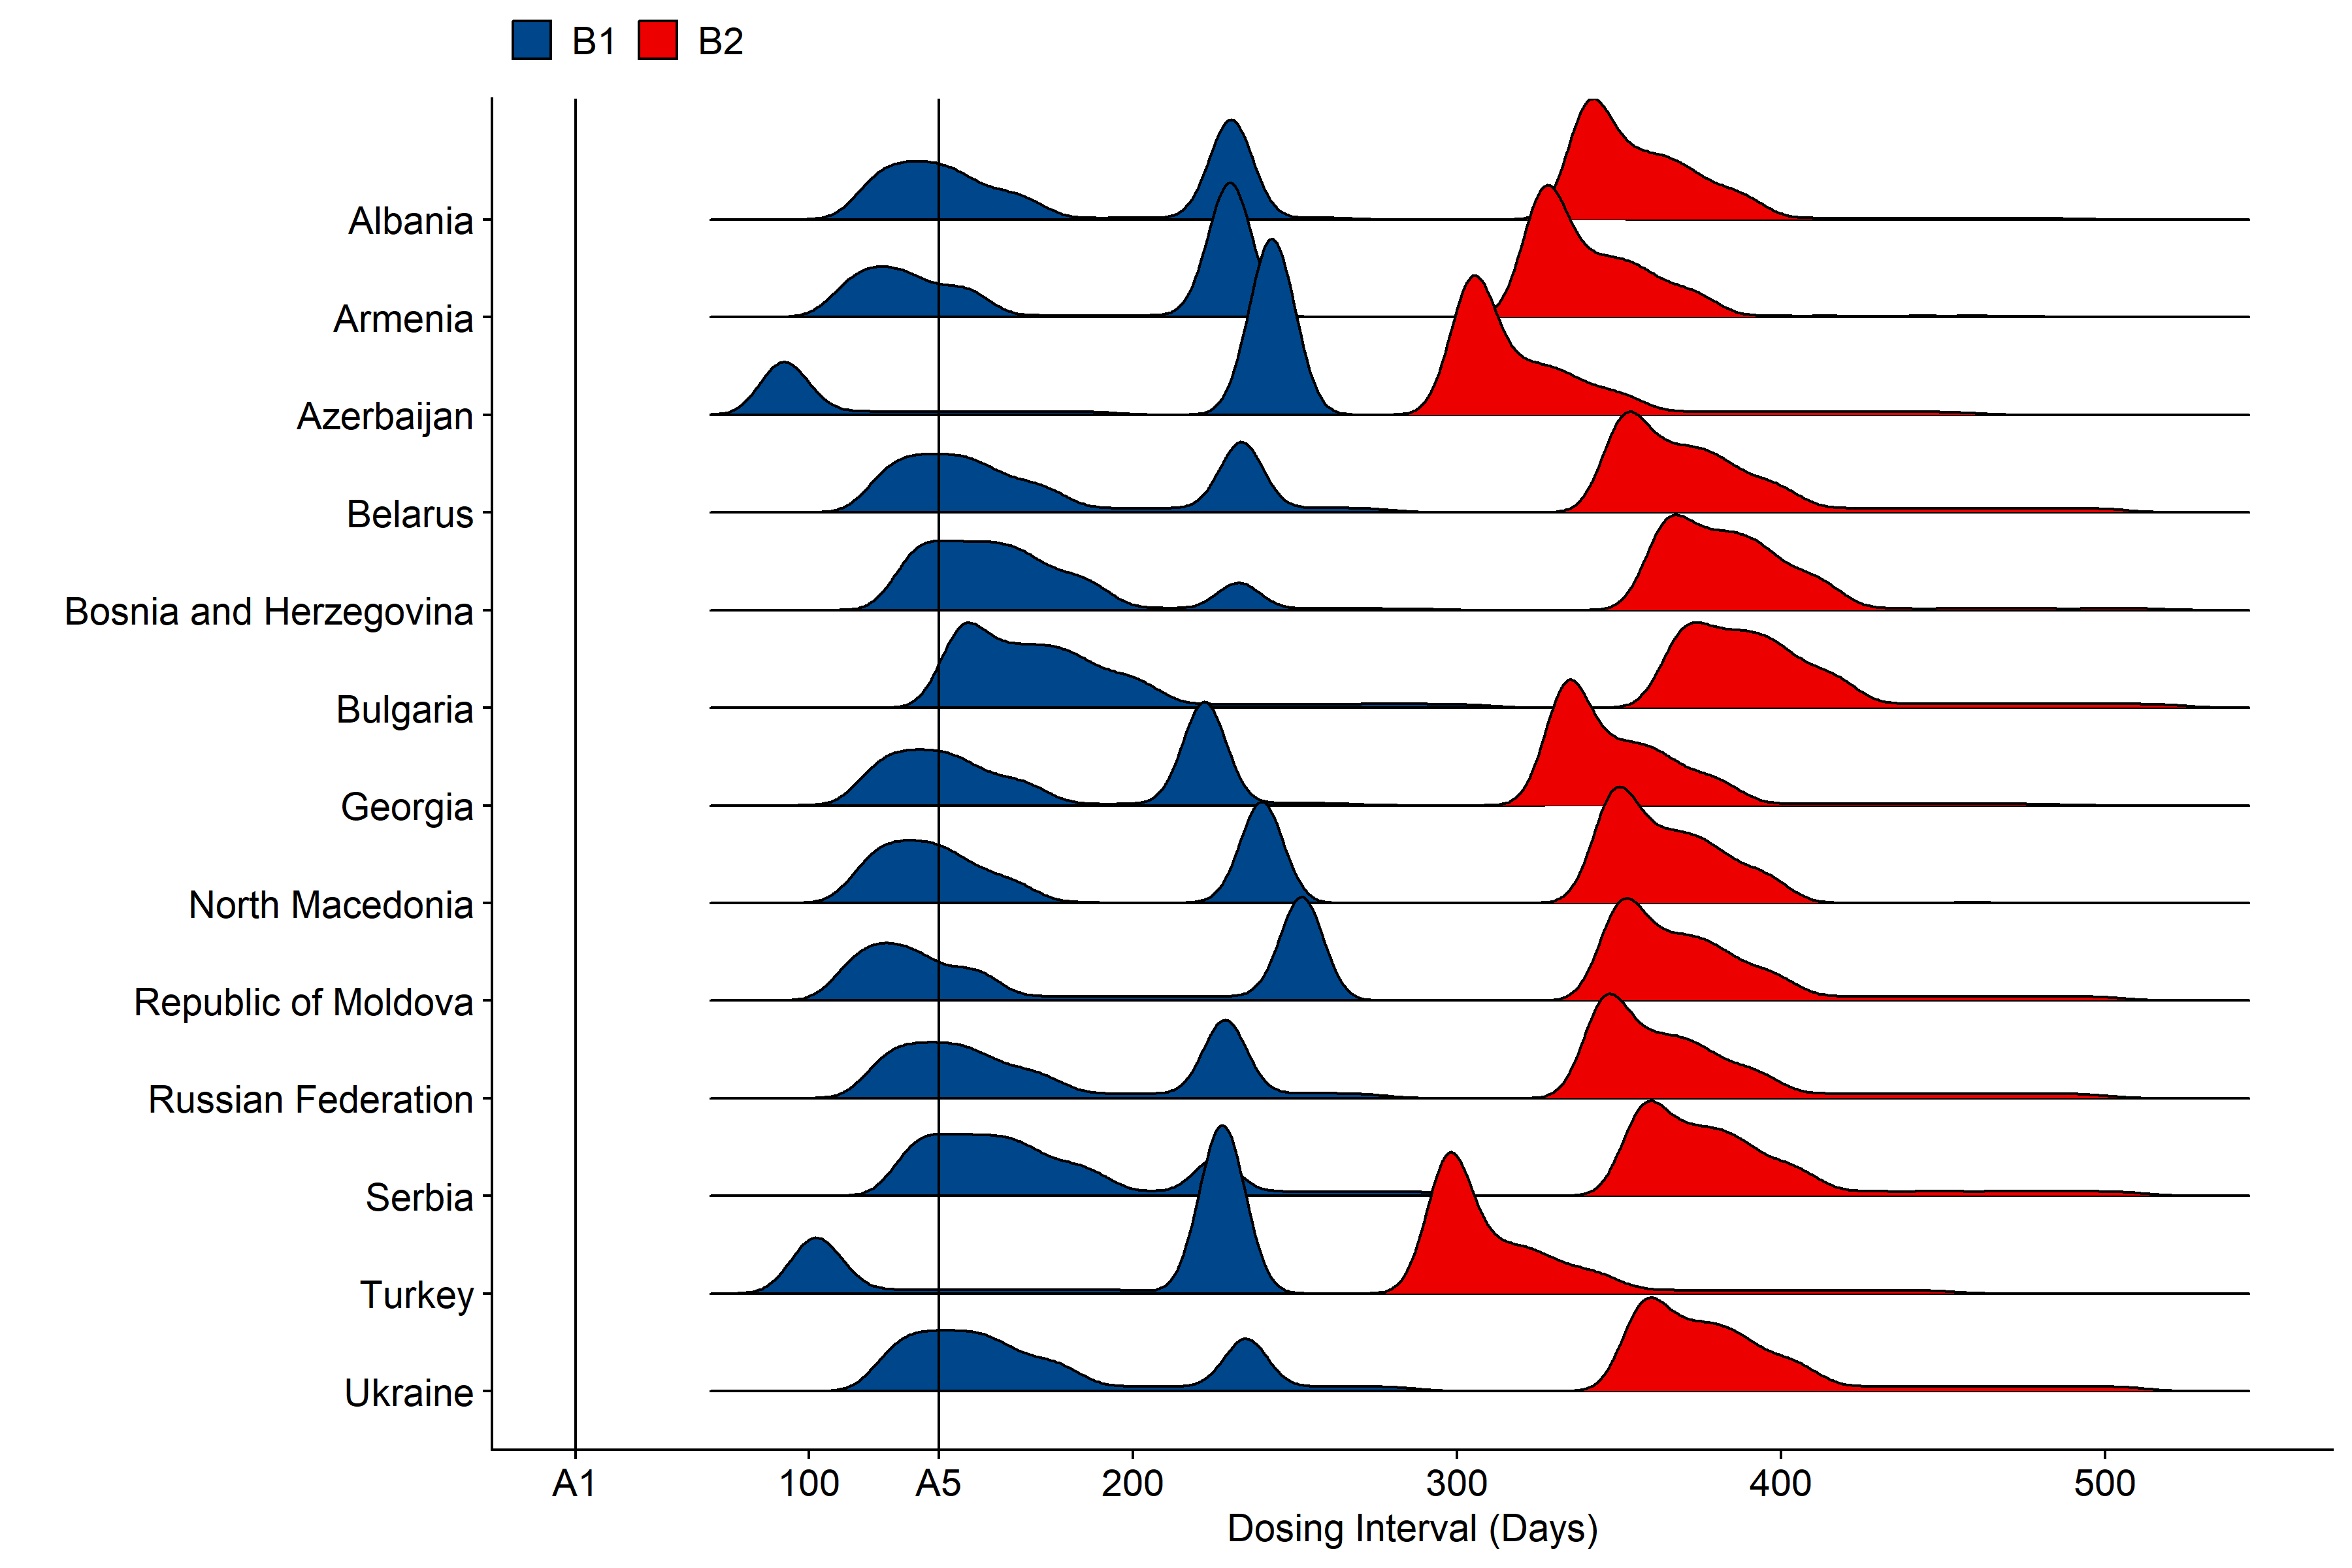 B1 B2
Albania
Armenia
Azerbaijan
Belarus
Bosnia and Herzegovina
Bulgaria
Georgia
North Macedonia
Republic of Moldova
Russian Federation
Serbia
Turkey
Ukraine
A1 100 A5 200 300 400 500
Dosing Interval (Days)